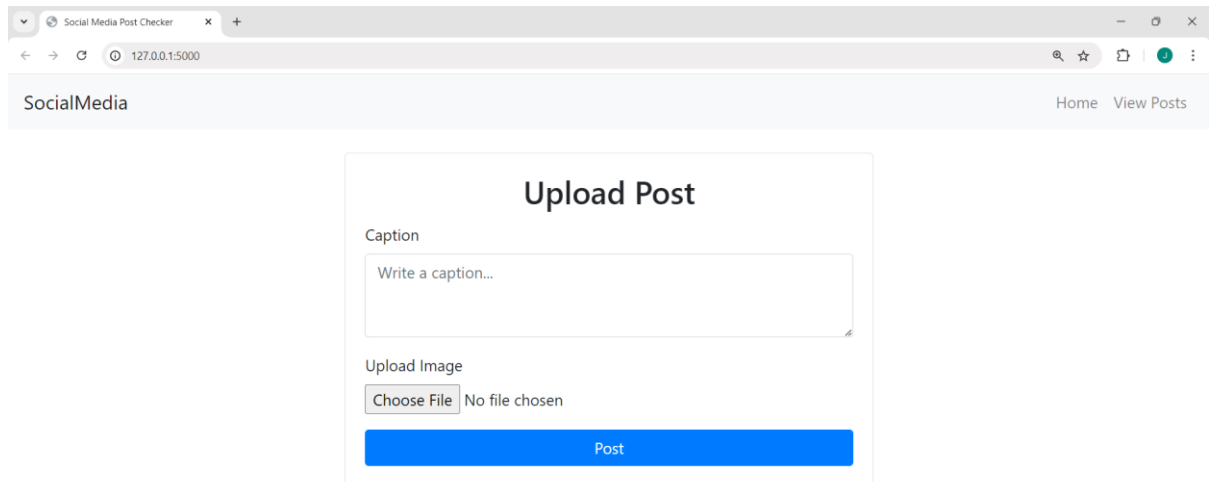 Social Media Post Checker
127.0.0.1:5000
J
SocialMedia Home View Posts
Upload Post
Caption
Write a caption...
Upload Image
Choose File No file chosen
Post